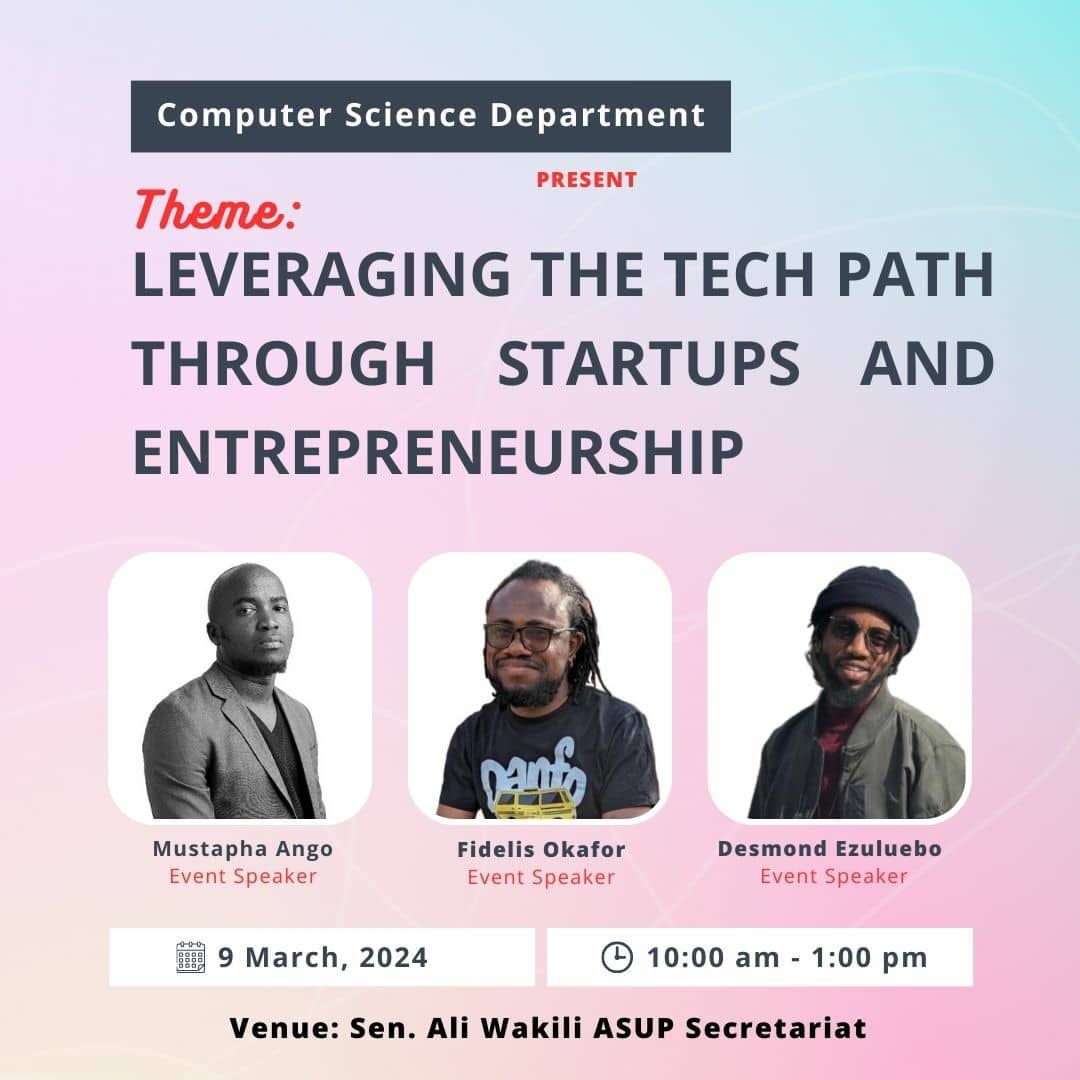 Computer Science Department
PRESENT
Theme:
LEVERAGING THE TECH PATH
THROUGH STARTUPS AND
ENTREPRENEURSHIP
Danfo
Mustapha Ango
Event Speaker
Fidelis Okafor
Event Speaker
Desmond Ezuluebo
Event Speaker
9 March, 2024
10:00 am - 1:00 pm
Venue: Sen. Ali Wakili ASUP Secretariat